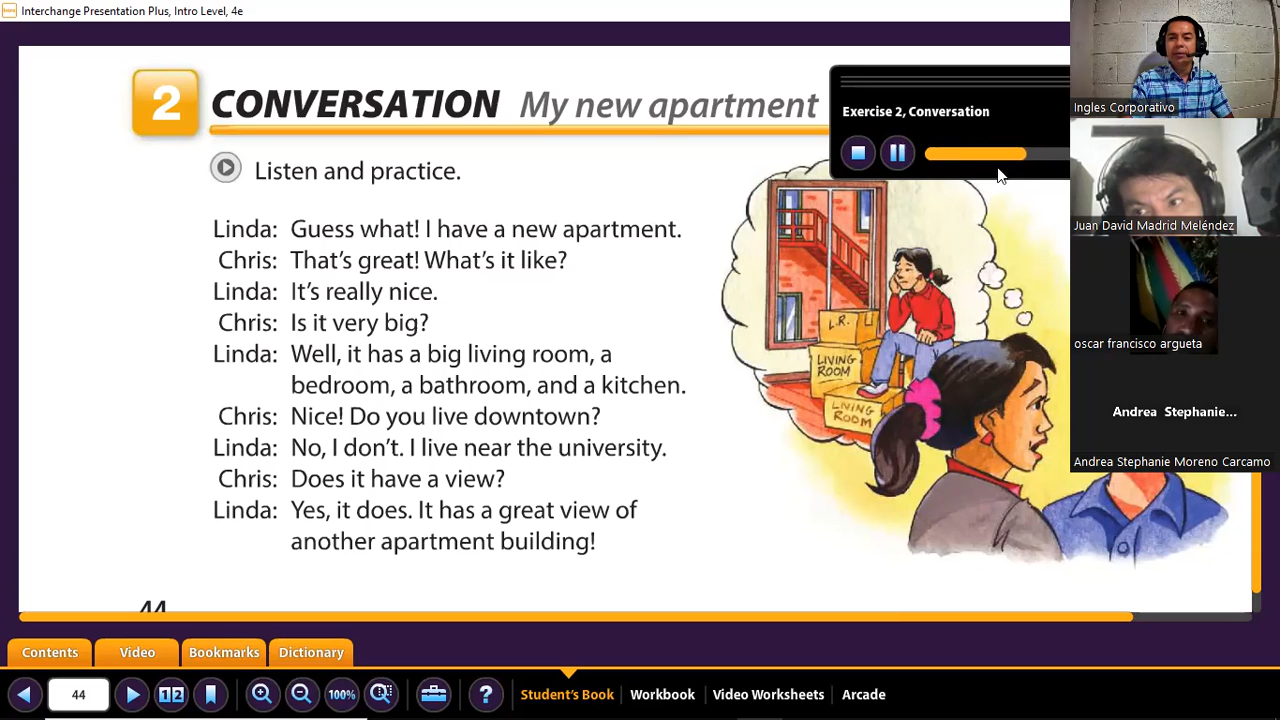 Interchange Presentation Plus, Intro Level, 4e
2 CONVERSATION My new apartment
Exercise 2, Conversation
Listen and practice.
Linda: Guess what! I have a new apartment.
Chris: That's great! What's it like?
Linda: It's really nice.
Chris: Is it very big?
Linda: Well, it has a big living room, a
bedroom, a bathroom, and a kitchen.
Chris: Nice! Do you live downtown?
Linda: No, I don't. I live near the university.
Chris: Does it have a view?
Linda: Yes, it does. It has a great view of
another apartment building!
L.R.
LIVING
ROOM
LIVING
ROOM
44
Ingles Corporativo
Juan David Madrid Meléndez
oscar francisco argueta
Andrea Stephanie...
Andrea Stephanie Moreno Carcamo
Contents Video Bookmarks Dictionary
44 1 2 100% ? Student's Book Workbook Video Worksheets Arcade